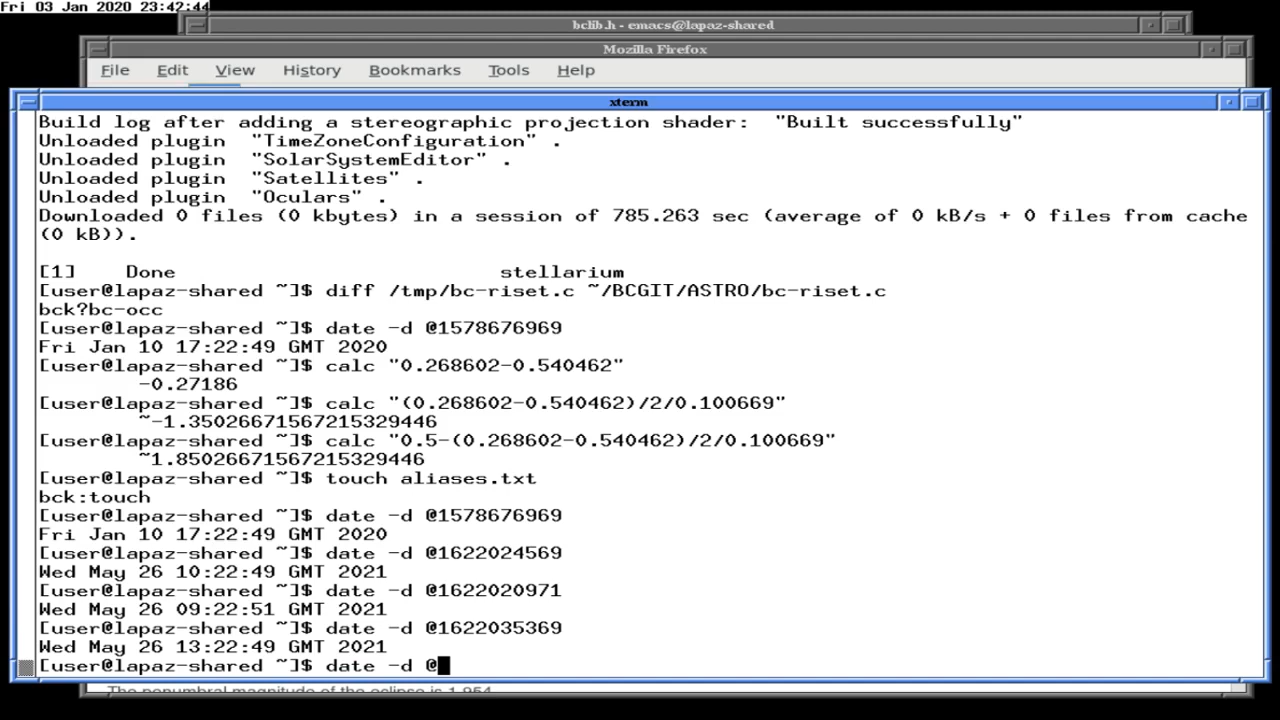 Fri 03 Jan 2020 23:42:44
bclib.h - emacs@lapaz-shared
Mozilla Firefox
File Edit View History Bookmarks Tools Help
xterm
Build log after adding a stereographic projection shader:  "Built successfully"
Unloaded plugin  "TimeZoneConfiguration" .
Unloaded plugin  "SolarSystemEditor" .
Unloaded plugin  "Satellites" .
Unloaded plugin  "Oculars" .
Downloaded 0 files (0 kbytes) in a session of 785.263 sec (average of 0 kB/s + 0 files from cache
(0 kB)).
[1]    Done                          stellarium
[user@lapaz-shared ~]$ diff /tmp/bc-riset.c ~/BCGIT/ASTRO/bc-riset.c
bck?bc-occ
[user@lapaz-shared ~]$ date -d @1578676969
Fri Jan 10 17:22:49 GMT 2020
[user@lapaz-shared ~]$ calc "0.268602-0.540462"
-0.27186
[user@lapaz-shared ~]$ calc "(0.268602-0.540462)/2/0.100669"
~-1.35026671567215329446
[user@lapaz-shared ~]$ calc "0.5-(0.268602-0.540462)/2/0.100669"
~1.85026671567215329446
[user@lapaz-shared ~]$ touch aliases.txt
bck:touch
[user@lapaz-shared ~]$ date -d @1578676969
Fri Jan 10 17:22:49 GMT 2020
[user@lapaz-shared ~]$ date -d @1622024569
Wed May 26 10:22:49 GMT 2021
[user@lapaz-shared ~]$ date -d @1622020971
Wed May 26 09:22:51 GMT 2021
[user@lapaz-shared ~]$ date -d @1622035369
Wed May 26 13:22:49 GMT 2021
[user@lapaz-shared ~]$ date -d @
The penumbral magnitude of the eclipse is 1.954